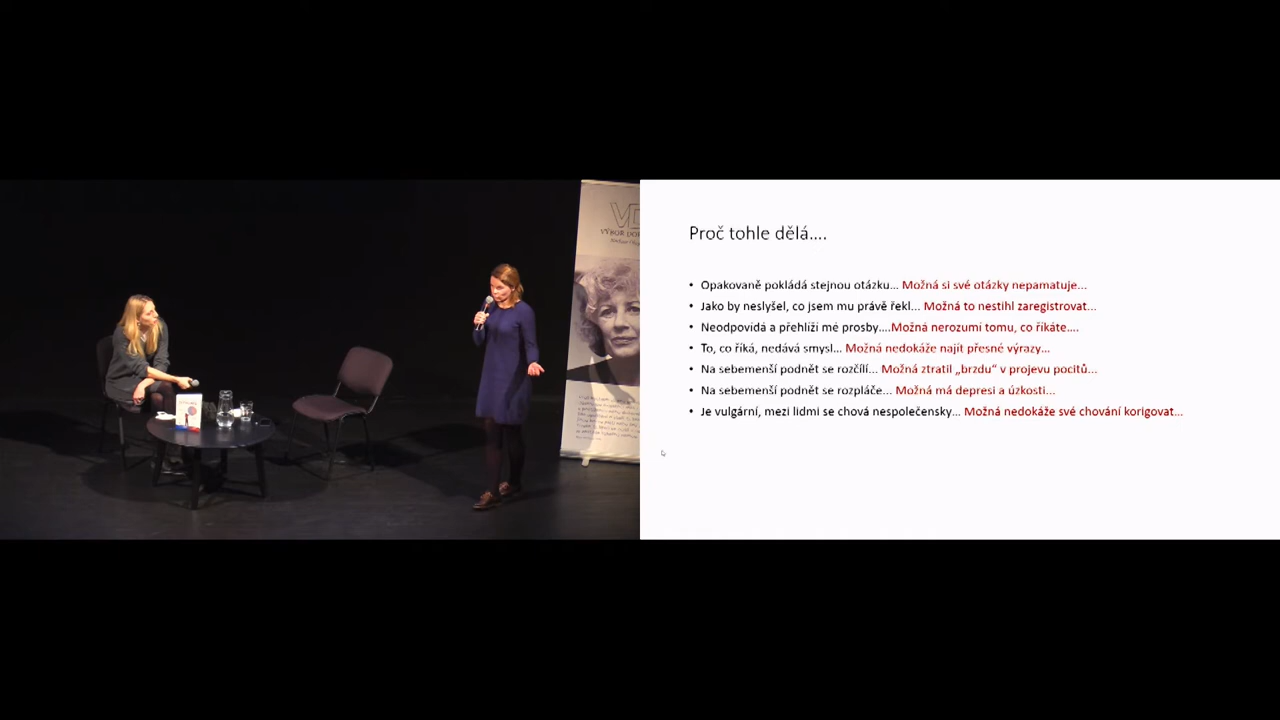 VD
VÝBOR DOB
Proč tohle dělá....
• Opakovaně pokládá stejnou otázku... Možná si své otázky nepamatuje...
• Jako by neslyšel, co jsem mu právě řekl... Možná to nestihl zaregistrovat...
• Neodpovídá a přehlíží mé prosby....Možná nerozumí tomu, co říkáte....
• To, co říká, nedává smysl... Možná nedokáže najít přesné výrazy...
• Na sebemenší podnět se rozčílí... Možná ztratil „brzdu“ v projevu pocitů...
• Na sebemenší podnět se rozpláče... Možná má depresi a úzkosti...
• Je vulgární, mezi lidmi se chová nespolečensky... Možná nedokáže své chování korigovat...